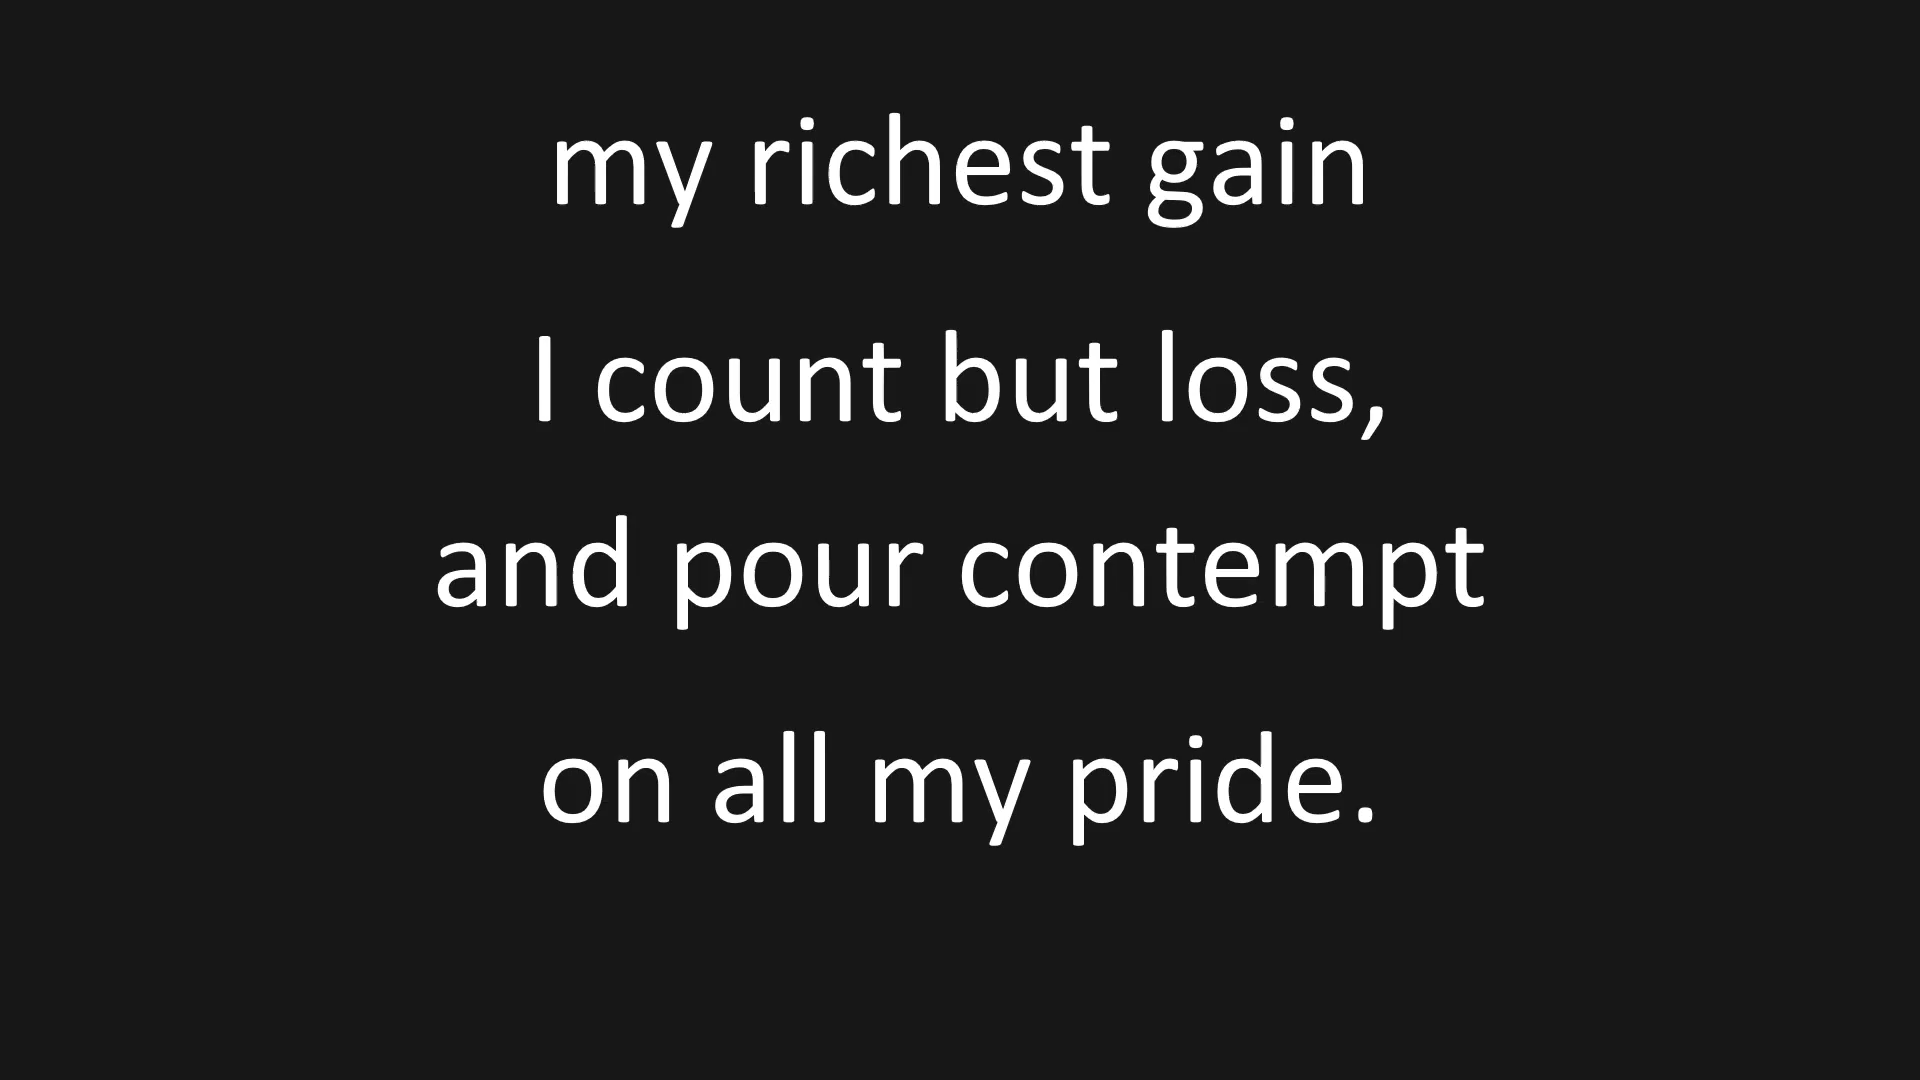 my richest gain
I count but loss,
and pour contempt
on all my pride.